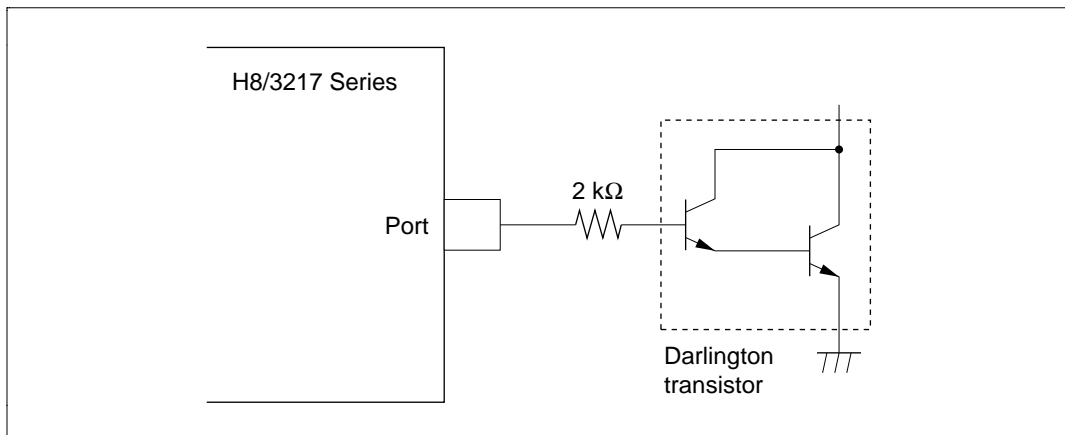 H8/3217 Series
2 kΩ
Port
Darlington
transistor